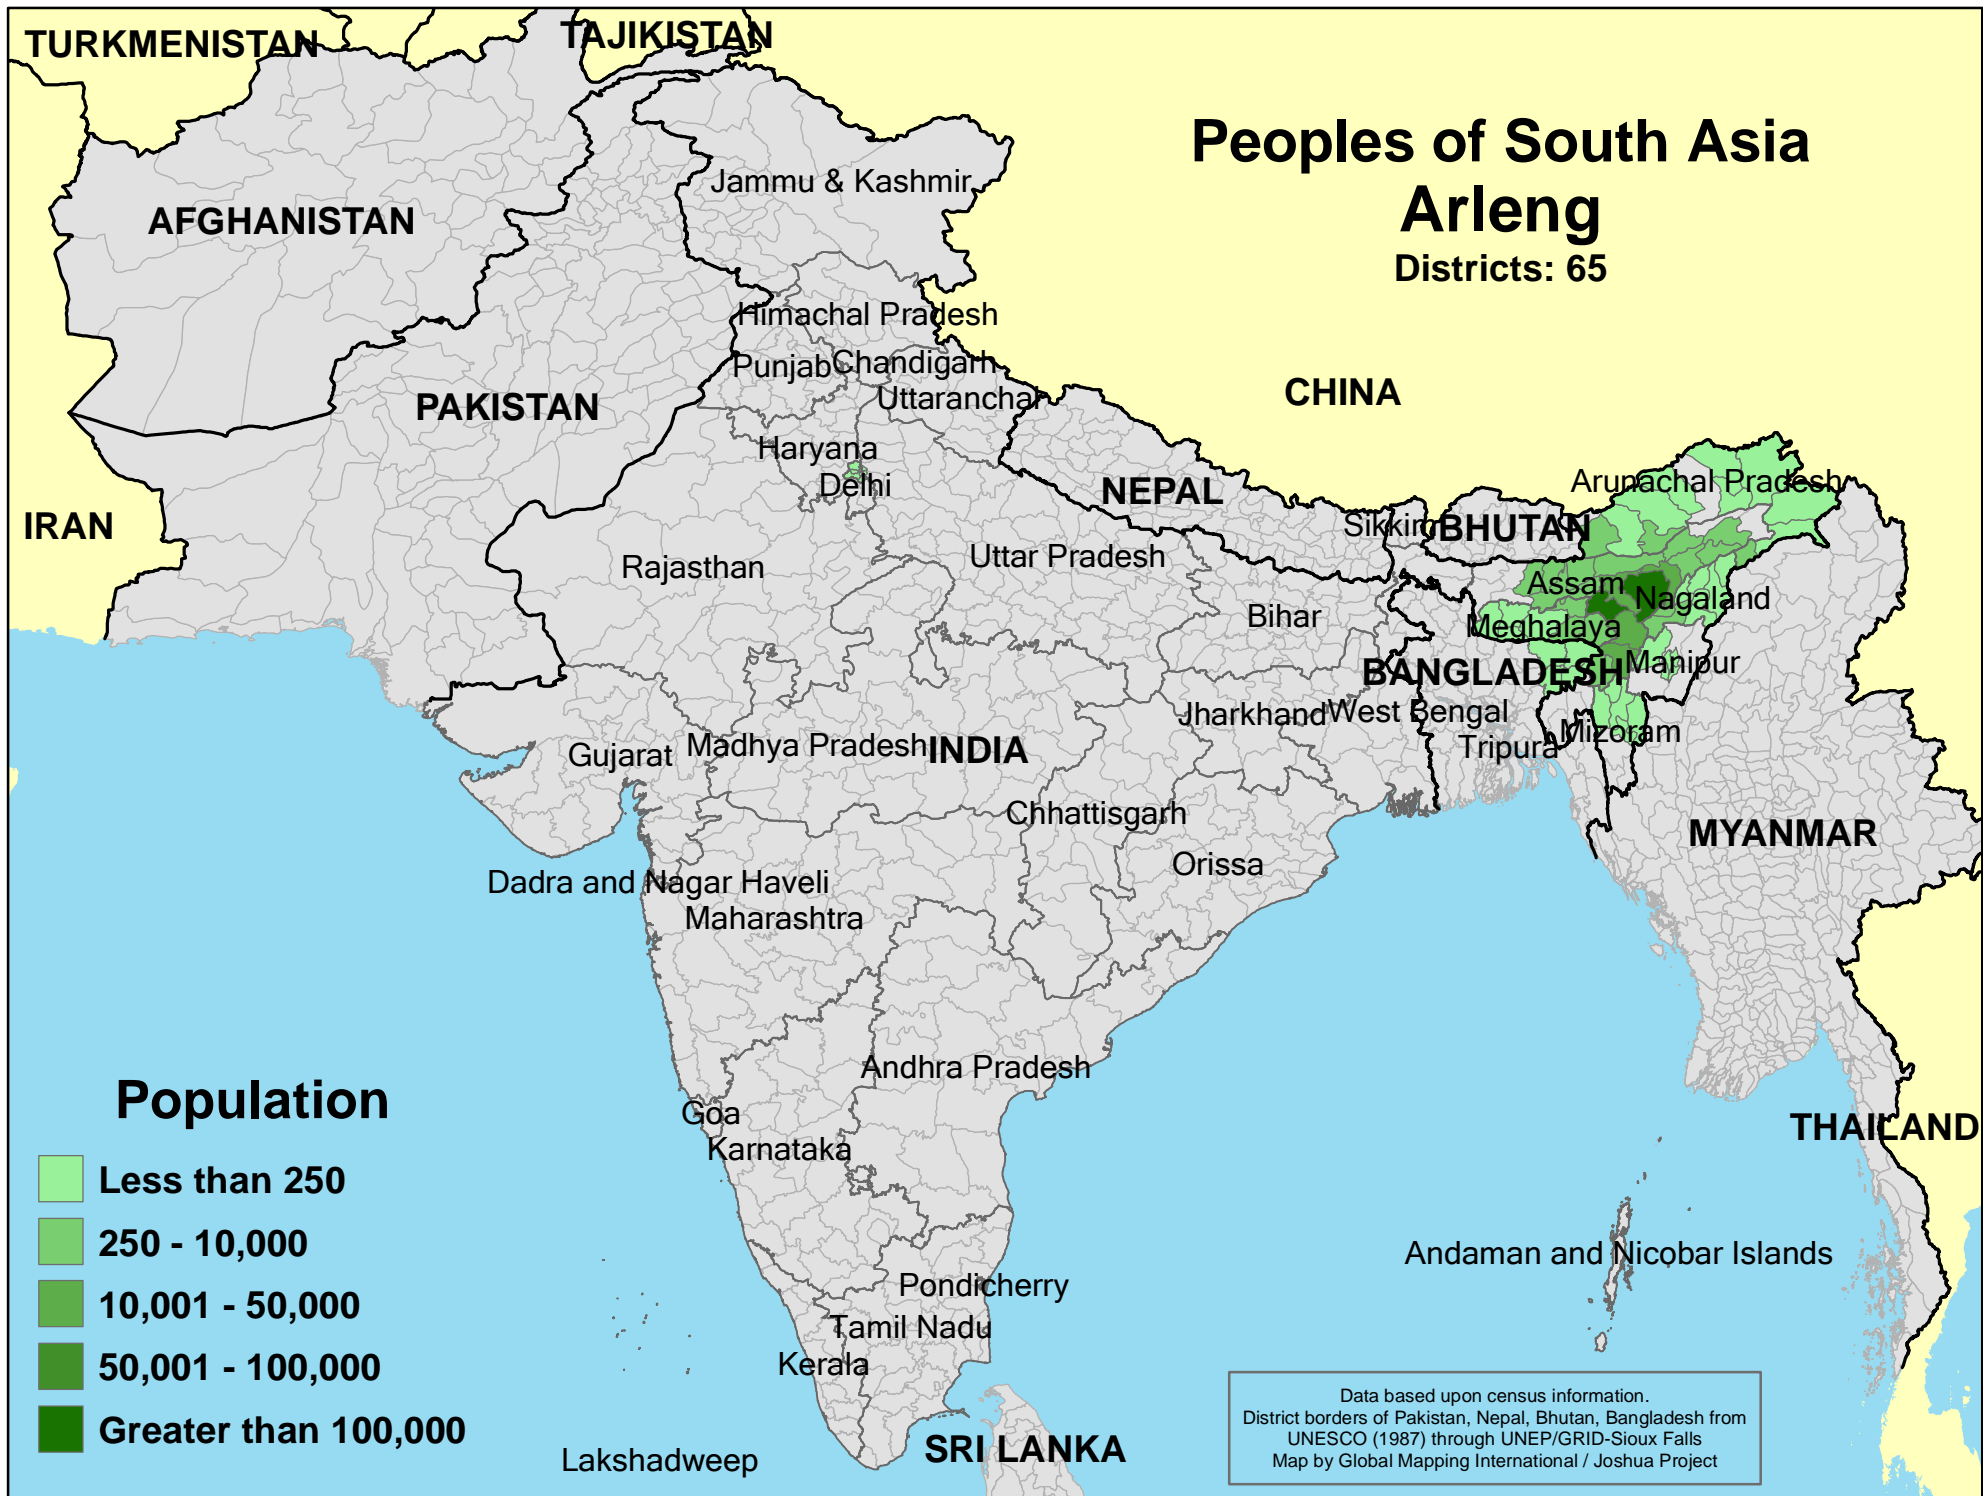 TURKMENISTAN
TAJIKISTAN
Peoples of South Asia
Arleng
Districts: 65
Jammu & Kashmir
AFGHANISTAN
Himachal Pradesh
Punjab
Chandigarh
Uttaranchal
CHINA
PAKISTAN
Haryana
Delhi
NEPAL
Arunachal Pradesh
IRAN
Sikkim
BHUTAN
Rajasthan
Uttar Pradesh
Assam
Nagaland
Bihar
Meghalaya
BANGLADESH
Manipur
Jharkhand
West Bengal
Gujarat
Madhya Pradesh
INDIA
Tripura
Mizoram
Chhattisgarh
MYANMAR
Orissa
Dadra and Nagar Haveli
Maharashtra
Andhra Pradesh
Population
Goa
Karnataka
THAILAND
Less than 250
250 - 10,000
10,001 - 50,000
50,001 - 100,000
Greater than 100,000
Andaman and Nicobar Islands
Pondicherry
Tamil Nadu
Kerala
Lakshadweep
SRI LANKA
Data based upon census information.
District borders of Pakistan, Nepal, Bhutan, Bangladesh from
UNESCO (1987) through UNEP/GRID-Sioux Falls
Map by Global Mapping International / Joshua Project